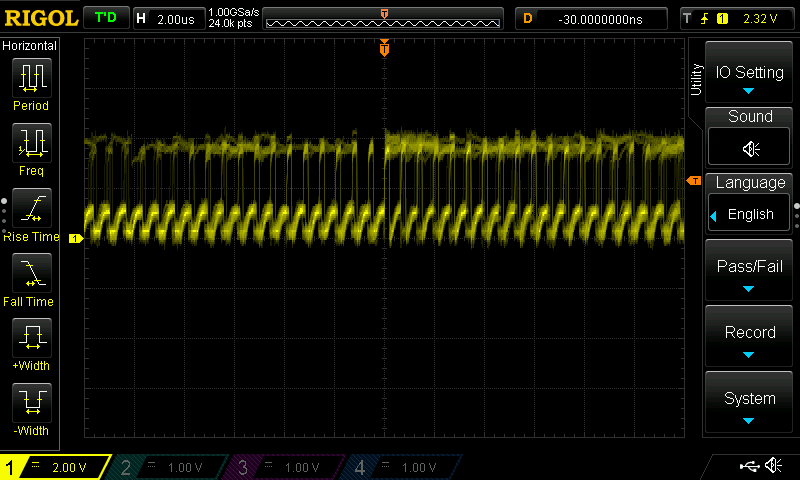 RIGOL T'D H 2.00us 1.00GSa/s 24.0k pts T D -30.0000000ns T 1 2.32 V
Horizontal
Period
Freq
Rise Time
Fall Time
+Width
-Width
T
T
1
Utility
IO Setting
Sound
Language
English
Pass/Fail
Record
System
1 2.00 V 2 1.00 V 3 1.00 V 4 1.00 V